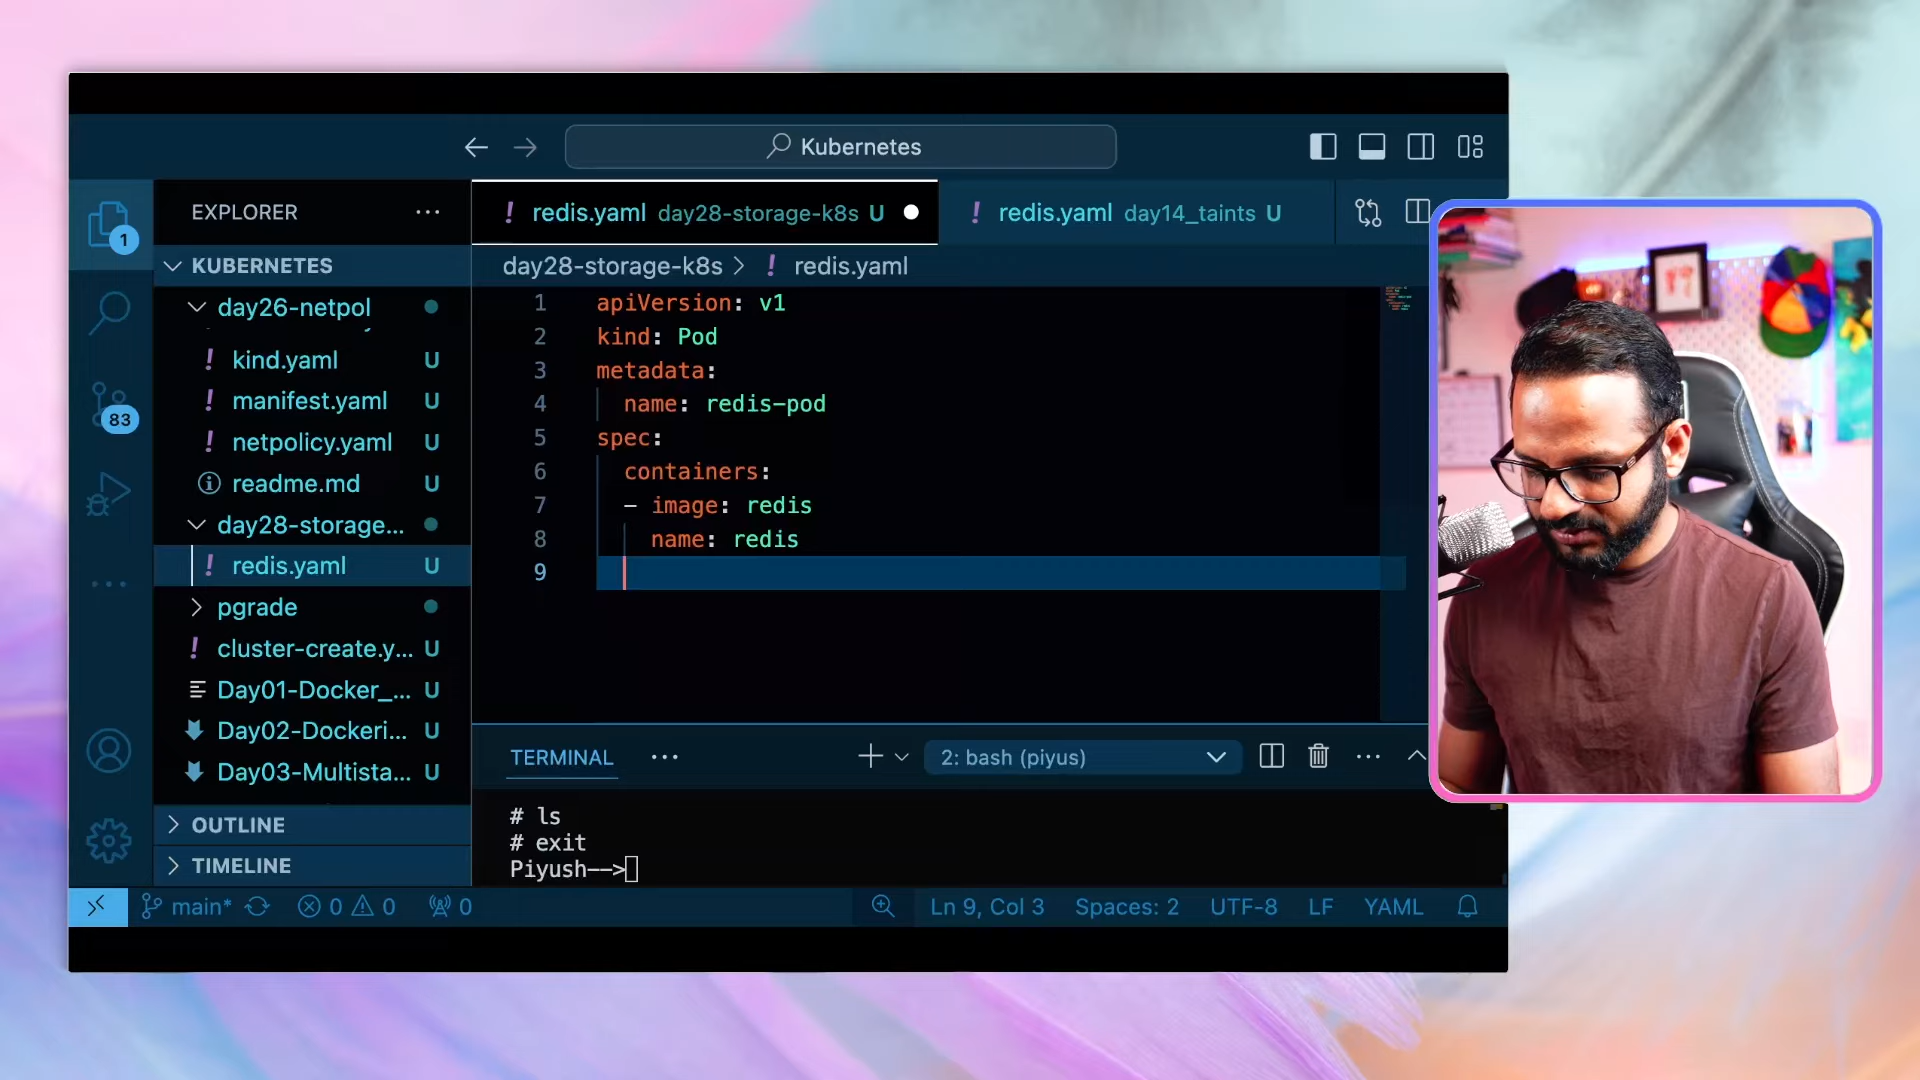 Kubernetes
EXPLORER ...
! redis.yaml day28-storage-k8s U
! redis.yaml day14_taints U
1
KUBERNETES
day28-storage-k8s > ! redis.yaml
day26-netpol
! kind.yaml U
! manifest.yaml U
! netpolicy.yaml U
readme.md U
day28-storage...
! redis.yaml U
pgrade
! cluster-create.y... U
Day01-Docker_... U
Day02-Dockeri... U
Day03-Multista... U
83
OUTLINE
TIMELINE
1 apiVersion: v1
2 kind: Pod
3 metadata:
4 name: redis-pod
5 spec:
6 containers:
7 - image: redis
8 name: redis
9
TERMINAL ...
2: bash (piyus)
# ls
# exit
Piyush-->
main* 0 0 0
Ln 9, Col 3 Spaces: 2 UTF-8 LF YAML